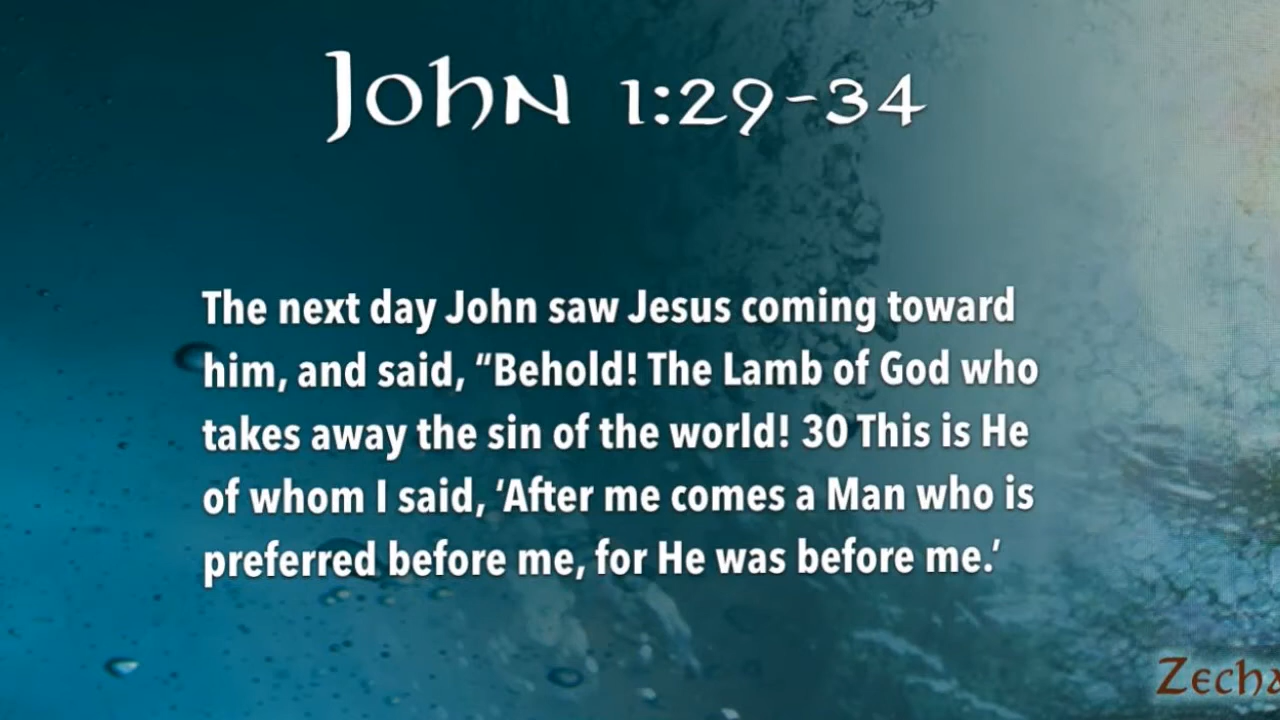 John 1:29-34
The next day John saw Jesus coming toward
him, and said, “Behold! The Lamb of God who
takes away the sin of the world! 30 This is He
of whom I said, ‘After me comes a Man who is
preferred before me, for He was before me.’